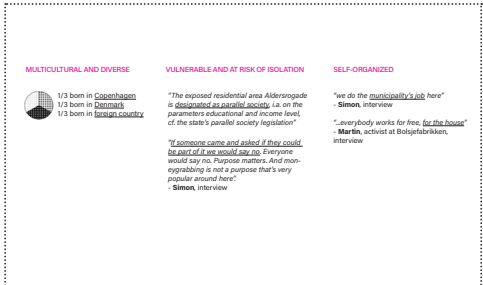 MULTICULTURAL AND DIVERSE
1/3 born in Copenhagen
1/3 born in Denmark
1/3 born in foreign country
VULNERABLE AND AT RISK OF ISOLATION
"The exposed residential area Aldersrogade
is designated as parallel society, i.a. on the
parameters educational and income level,
cf. the state's parallel society legislation"
"If someone came and asked if they could
be part of it we would say no. Everyone
would say no. Purpose matters. And mon-
eygrabbing is not a purpose that's very
popular around here".
- Simon, interview
SELF-ORGANIZED
"we do the municipality's job here"
- Simon, interview
"...everybody works for free, for the house"
- Martin, activist at Bolsjefabrikken,
interview